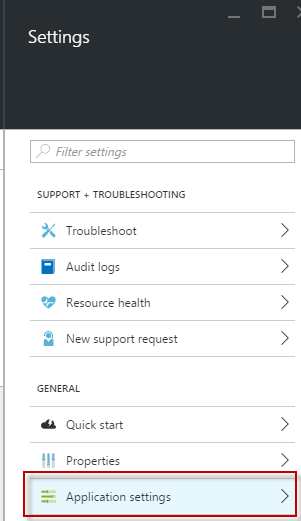 Settings
Filter settings
SUPPORT + TROUBLESHOOTING
Troubleshoot
Audit logs
Resource health
New support request
GENERAL
Quick start
Properties
Application settings